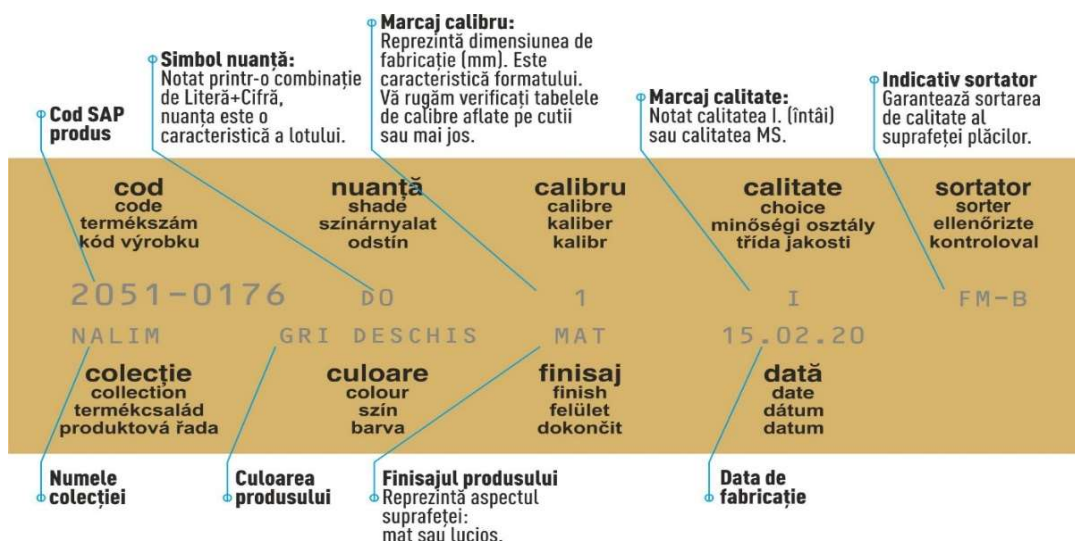 Cod SAP
produs
Simbol nuanță:
Notat printr-o combinație
de Literă+Cifră,
nuanța este o
caracteristică a lotului.
Marcaj calibru:
Reprezintă dimensiunea de
fabricație (mm). Este
caracteristică formatului.
Vă rugăm verificați tabelele
de calibre aflate pe cutii
sau mai jos.
Marcaj calitate:
Notat calitatea I. (întâi)
sau calitatea MS.
Indicativ sortator
Garantează sortarea
de calitate al
suprafeței plăcilor.
cod
code
termékszám
kód výrobku
nuanță
shade
színárnyalat
odstín
calibru
calibre
kaliber
kalibr
calitate
choice
minőségi osztály
třída jakosti
sortator
sorter
ellenőrizte
kontroloval
2051-0176 DO 1 I FM-B
NALIM GRI DESCHIS MAT 15.02.20
colecție
collection
termékcsalád
produktová řada
culoare
colour
szín
barva
finisaj
finish
felület
dokončit
dată
date
dátum
datum
Numele
colecției
Culoarea
produsului
Finisajul produsului
Reprezintă aspectul
suprafeței:
mat sau lucios.
Data de
fabricație